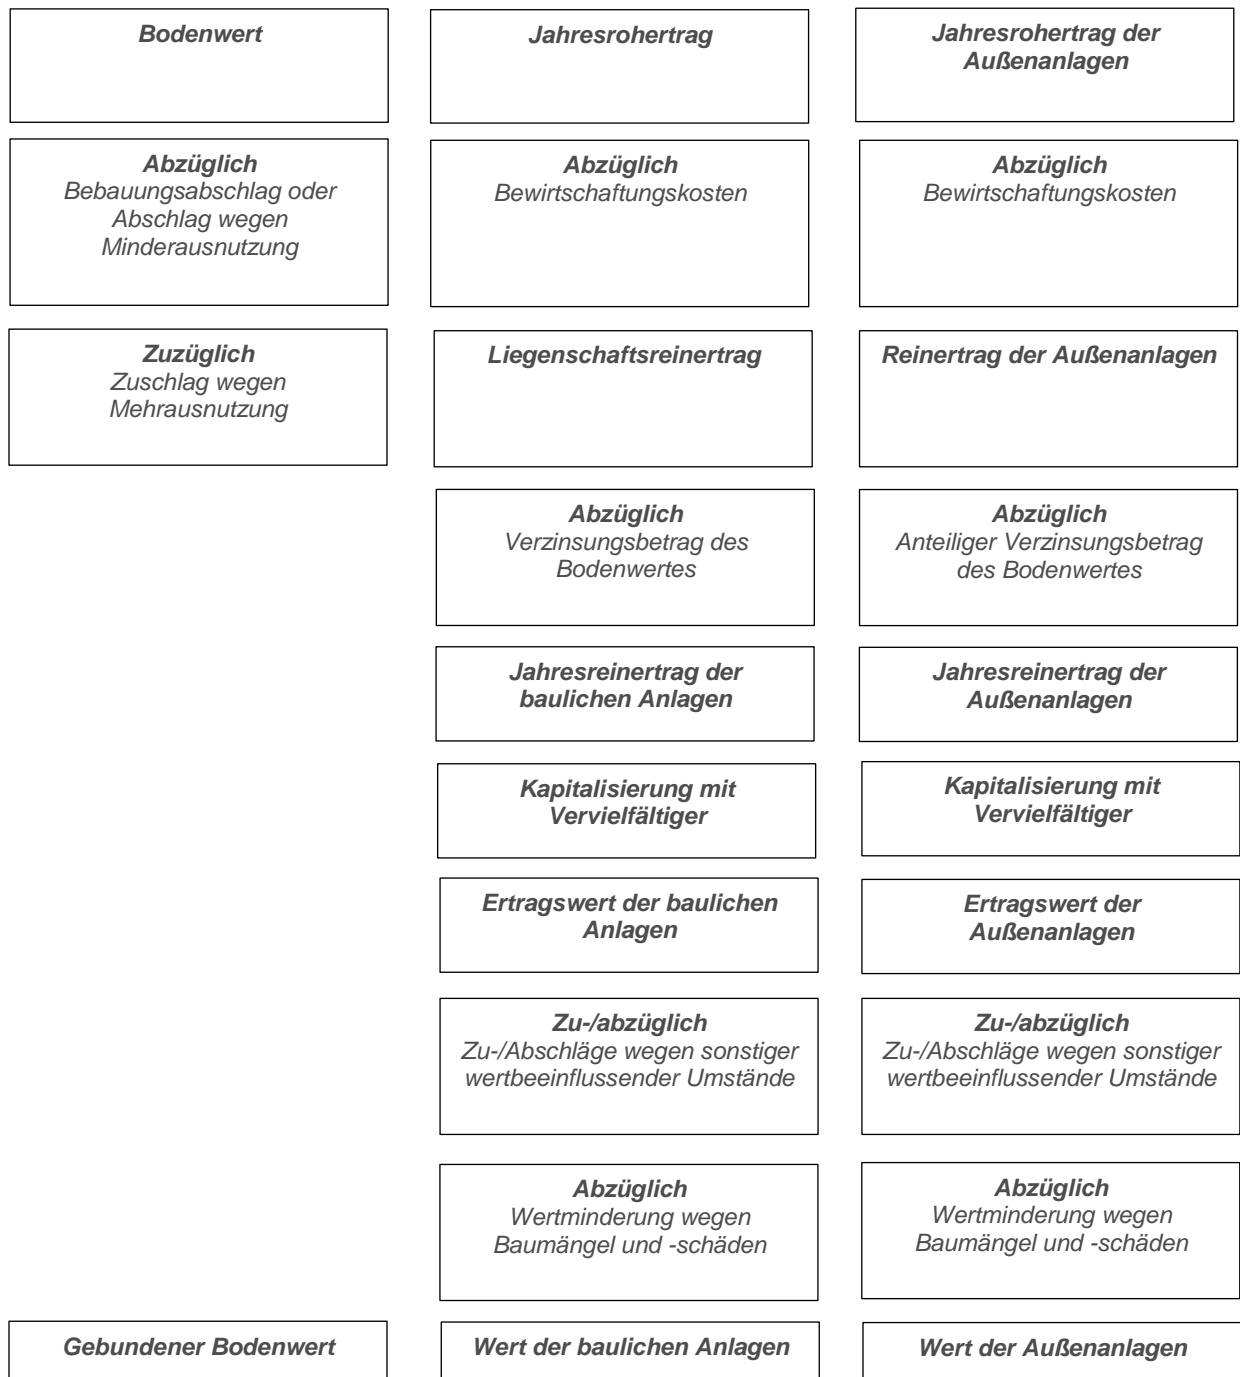 Bodenwert
Jahresrohertrag
Jahresrohertrag der
Außenanlagen
Abzüglich
Bebauungsabschlag oder
Abschlag wegen
Minderausnutzung
Abzüglich
Bewirtschaftungskosten
Abzüglich
Bewirtschaftungskosten
Zuzüglich
Zuschlag wegen
Mehrausnutzung
Liegenschaftsreinertrag
Reinertrag der Außenanlagen
Abzüglich
Verzinsungsbetrag des
Bodenwertes
Abzüglich
Anteiliger Verzinsungsbetrag
des Bodenwertes
Jahresreinertrag der
baulichen Anlagen
Jahresreinertrag der
Außenanlagen
Kapitalisierung mit
Vervielfältiger
Kapitalisierung mit
Vervielfältiger
Ertragswert der baulichen
Anlagen
Ertragswert der
Außenanlagen
Zu-/abzüglich
Zu-/Abschläge wegen sonstiger
wertbeeinflussender Umstände
Zu-/abzüglich
Zu-/Abschläge wegen sonstiger
wertbeeinflussender Umstände
Abzüglich
Wertminderung wegen
Baumängel und -schäden
Abzüglich
Wertminderung wegen
Baumängel und -schäden
Gebundener Bodenwert
Wert der baulichen Anlagen
Wert der Außenanlagen